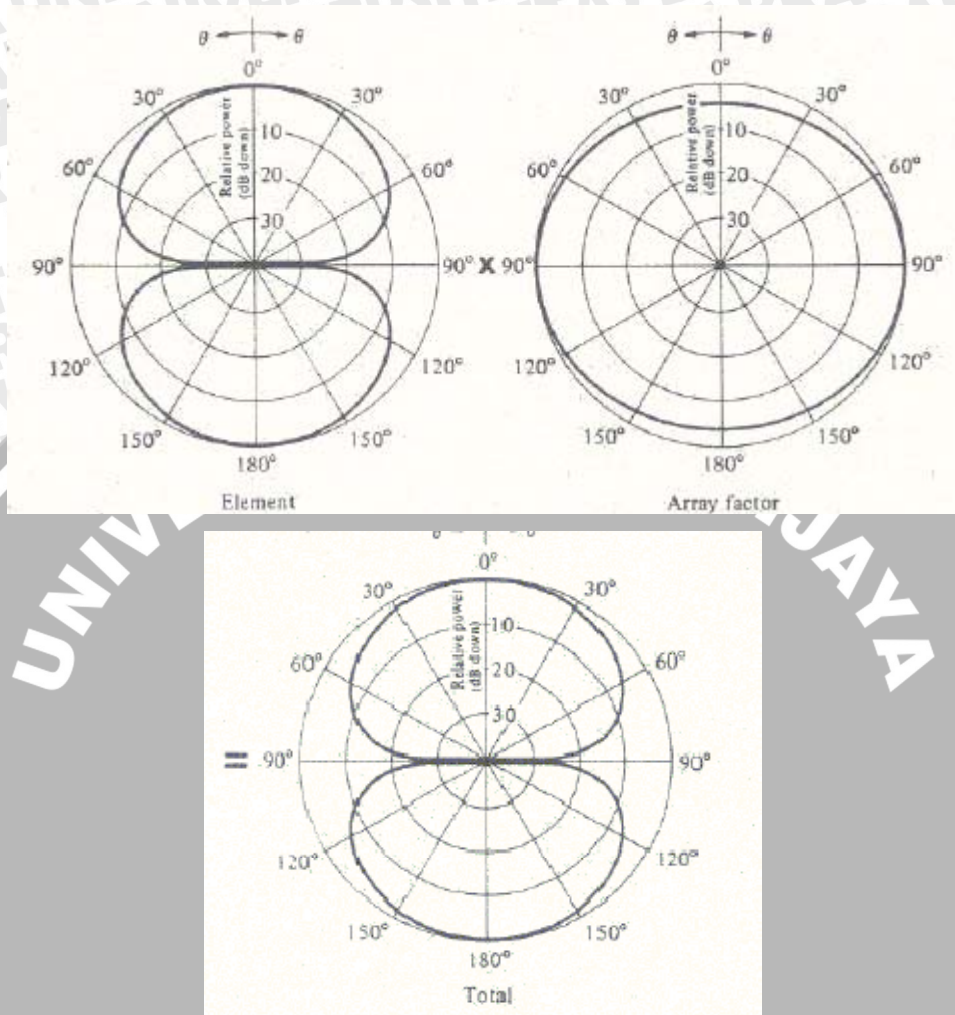 θ θ θ θ
0° 0°
30° 30° 30° 30°
Relative power
(dB down)
Relative power
(dB down)
10 10
60° 60° 60° 60°
20 20
30 30
90° 90° X 90° 90°
120° 120° 120° 120°
150° 150° 150° 150°
180° 180°
Element Array factor
0°
30° 30°
Relative power
(dB down)
10
60° 60°
20
30
= 90° 90°
120° 120°
150° 150°
180°
Total